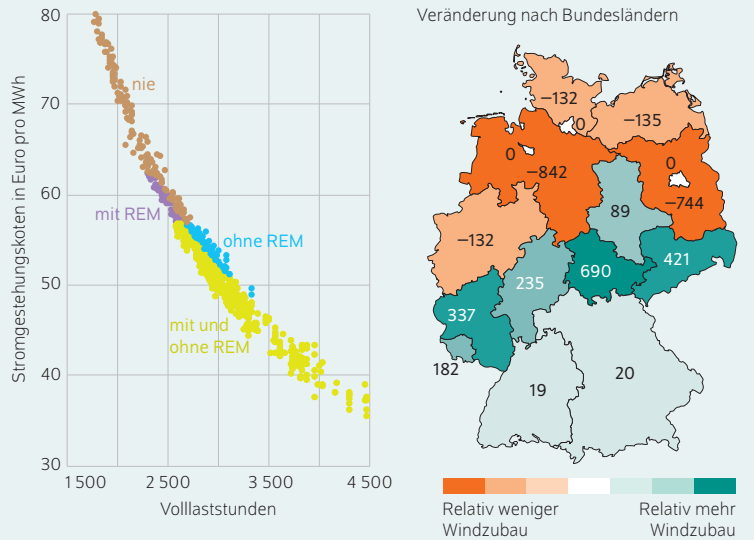 Stromgestehungskoten in Euro pro MWh
80
70
60
50
40
30
nie
mit REM
ohne REM
mit und
ohne REM
1 500
2 500
3 500
4 500
Volllaststunden
Veränderung nach Bundesländern
–132
0
–135
0
–842
0
–744
89
–132
235
690
421
337
182
19
20
Relativ weniger
Windzubau
Relativ mehr
Windzubau